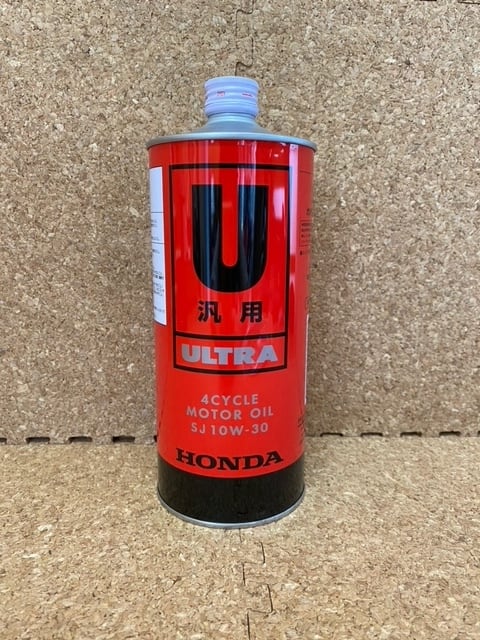 U
汎用
ULTRA
4CYCLE
MOTOR OIL
SJ 10W-30
HONDA